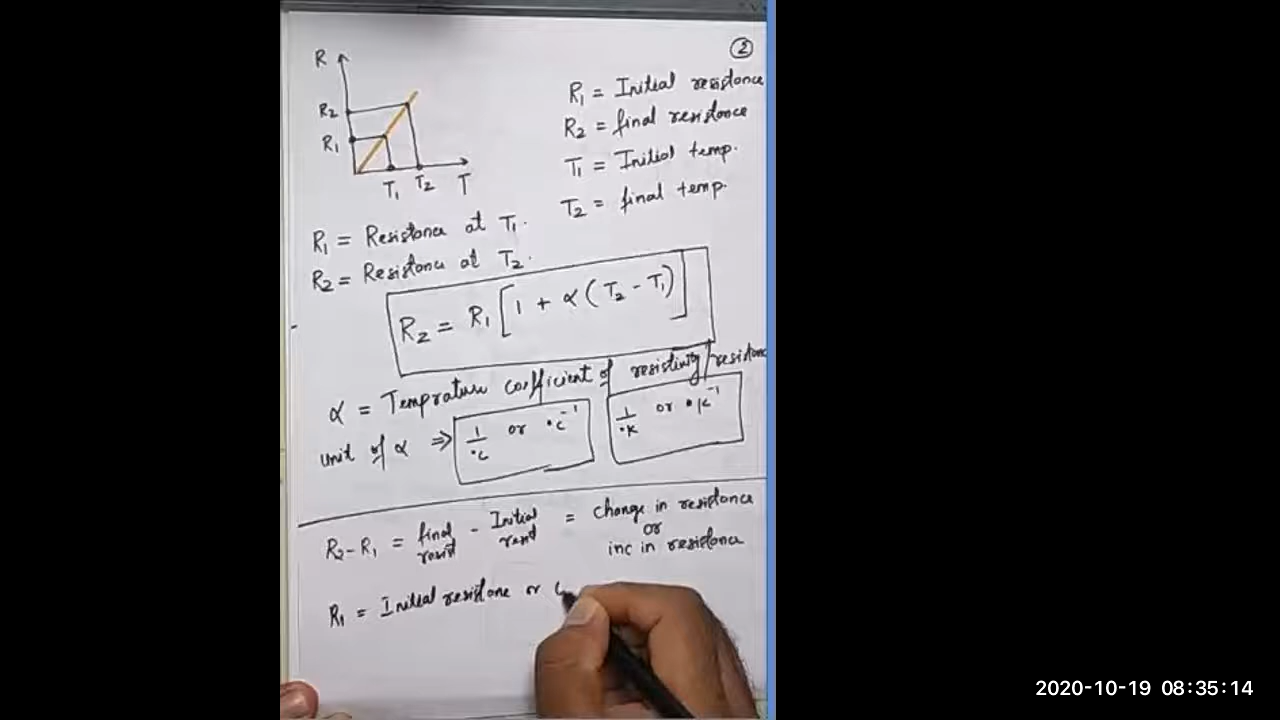 2
R
R2
R1
T1 T2 T
R1 = Initial resistance
R2 = final resistance
T1 = Initial temp.
T2 = final temp.
R1 = Resistance at T1.
R2 = Resistance at T2.
R2 = R1 [1 + α (T2 - T1)]
α = Temprature coefficient of /resistance
unit of α ⇒ 1/°C or °C⁻¹ 1/°K or °K⁻¹
R2 - R1 = final resist - Initial resist = change in resistance
or
inc in resistance
R1 = Initial resistane or
2020-10-19 08:35:14